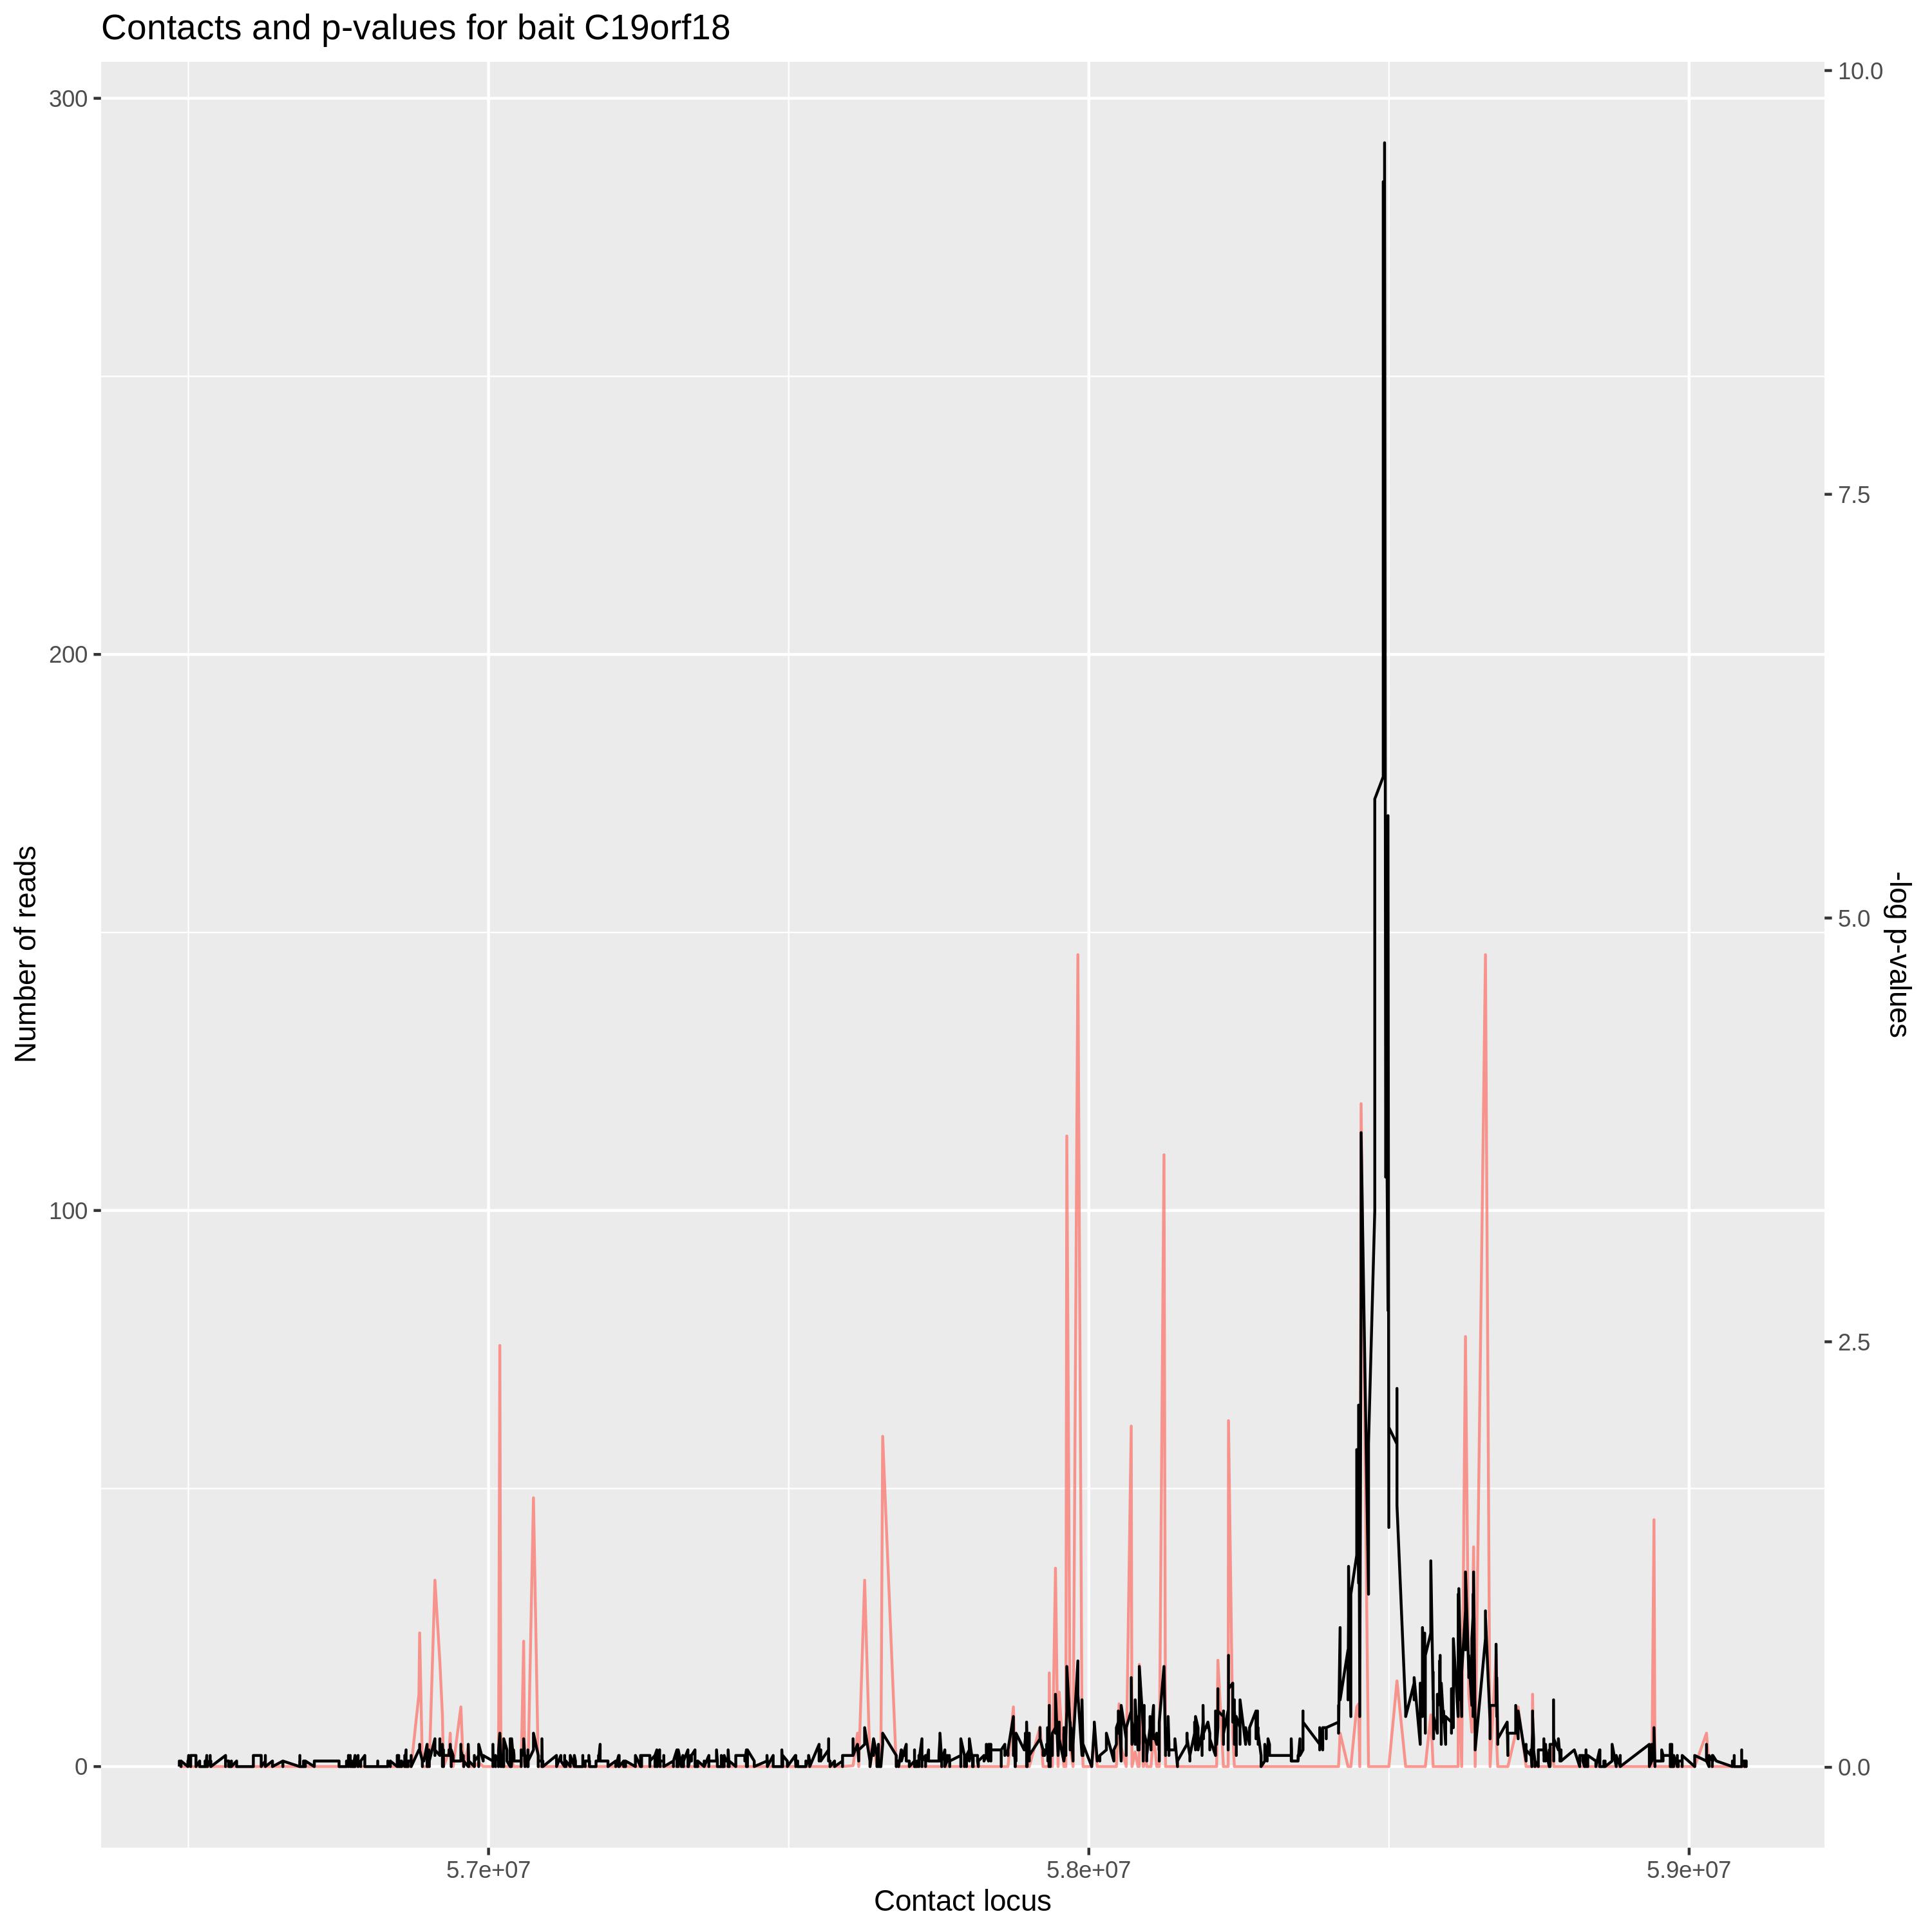 Contacts and p-values for bait C19orf18
300
200
100
0
10.0
7.5
5.0
2.5
0.0
Number of reads
-log p-values
5.7e+07
5.8e+07
5.9e+07
Contact locus